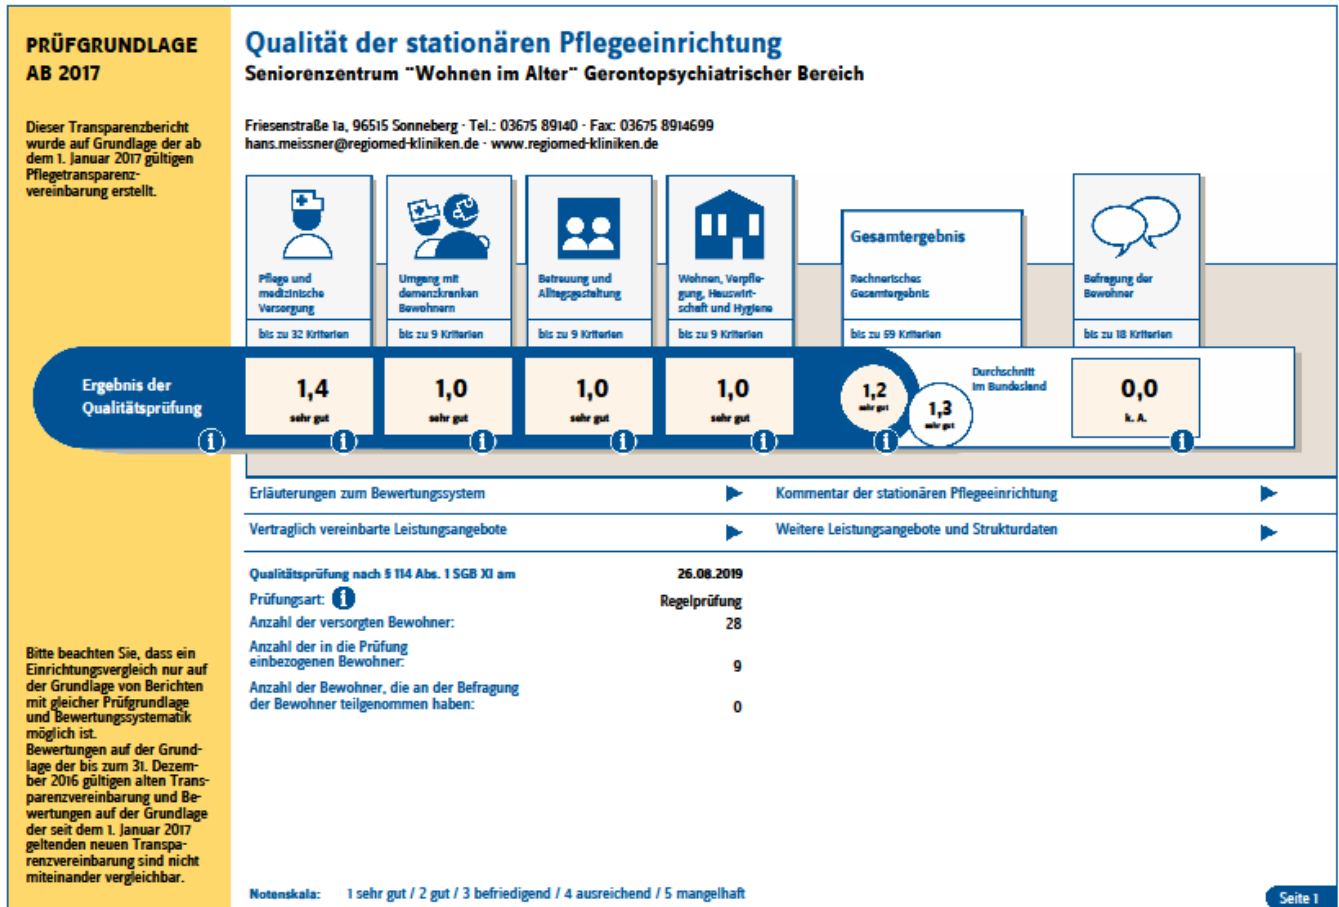 PRÜFGRUNDLAGE
AB 2017
Dieser Transparenzbericht
wurde auf Grundlage der ab
dem 1. Januar 2017 gültigen
Pflegetransparenz-
vereinbarung erstellt.
Qualität der stationären Pflegeeinrichtung
Seniorenzentrum "Wohnen im Alter" Gerontopsychiatrischer Bereich
Friesenstraße 1a, 96515 Sonneberg · Tel.: 03675 89140 · Fax: 03675 8914699
hans.meissner@regiomed-kliniken.de · www.regiomed-kliniken.de
Pflege und
medizinische
Versorgung
bis zu 32 Kriterien
Umgang mit
demenzkranken
Bewohnern
bis zu 9 Kriterien
Betreuung und
Alltagsgestaltung
bis zu 9 Kriterien
Wohnen, Verpfle-
gung, Hauswirt-
schaft und Hygiene
bis zu 9 Kriterien
Gesamtergebnis
Rechnerisches
Gesamtergebnis
bis zu 59 Kriterien
Befragung der
Bewohner
bis zu 18 Kriterien
Ergebnis der
Qualitätsprüfung
1,4
sehr gut
1,0
sehr gut
1,0
sehr gut
1,0
sehr gut
1,2
sehr gut
1,3
sehr gut
Durchschnitt
im Bundesland
0,0
k. A.
Erläuterungen zum Bewertungssystem
Kommentar der stationären Pflegeeinrichtung
Vertraglich vereinbarte Leistungsangebote
Weitere Leistungsangebote und Strukturdaten
Qualitätsprüfung nach § 114 Abs. 1 SGB XI am 26.08.2019
Prüfungsart: Regelprüfung
Anzahl der versorgten Bewohner: 28
Anzahl der in die Prüfung
einbezogenen Bewohner: 9
Anzahl der Bewohner, die an der Befragung
der Bewohner teilgenommen haben: 0
Bitte beachten Sie, dass ein
Einrichtungsvergleich nur auf
der Grundlage von Berichten
mit gleicher Prüfgrundlage
und Bewertungssystematik
möglich ist.
Bewertungen auf der Grund-
lage der bis zum 31. Dezem-
ber 2016 gültigen alten Trans-
parenzvereinbarung und Be-
wertungen auf der Grundlage
der seit dem 1. Januar 2017
geltenden neuen Transpa-
renzvereinbarung sind nicht
miteinander vergleichbar.
Notenskala: 1 sehr gut / 2 gut / 3 befriedigend / 4 ausreichend / 5 mangelhaft
Seite 1